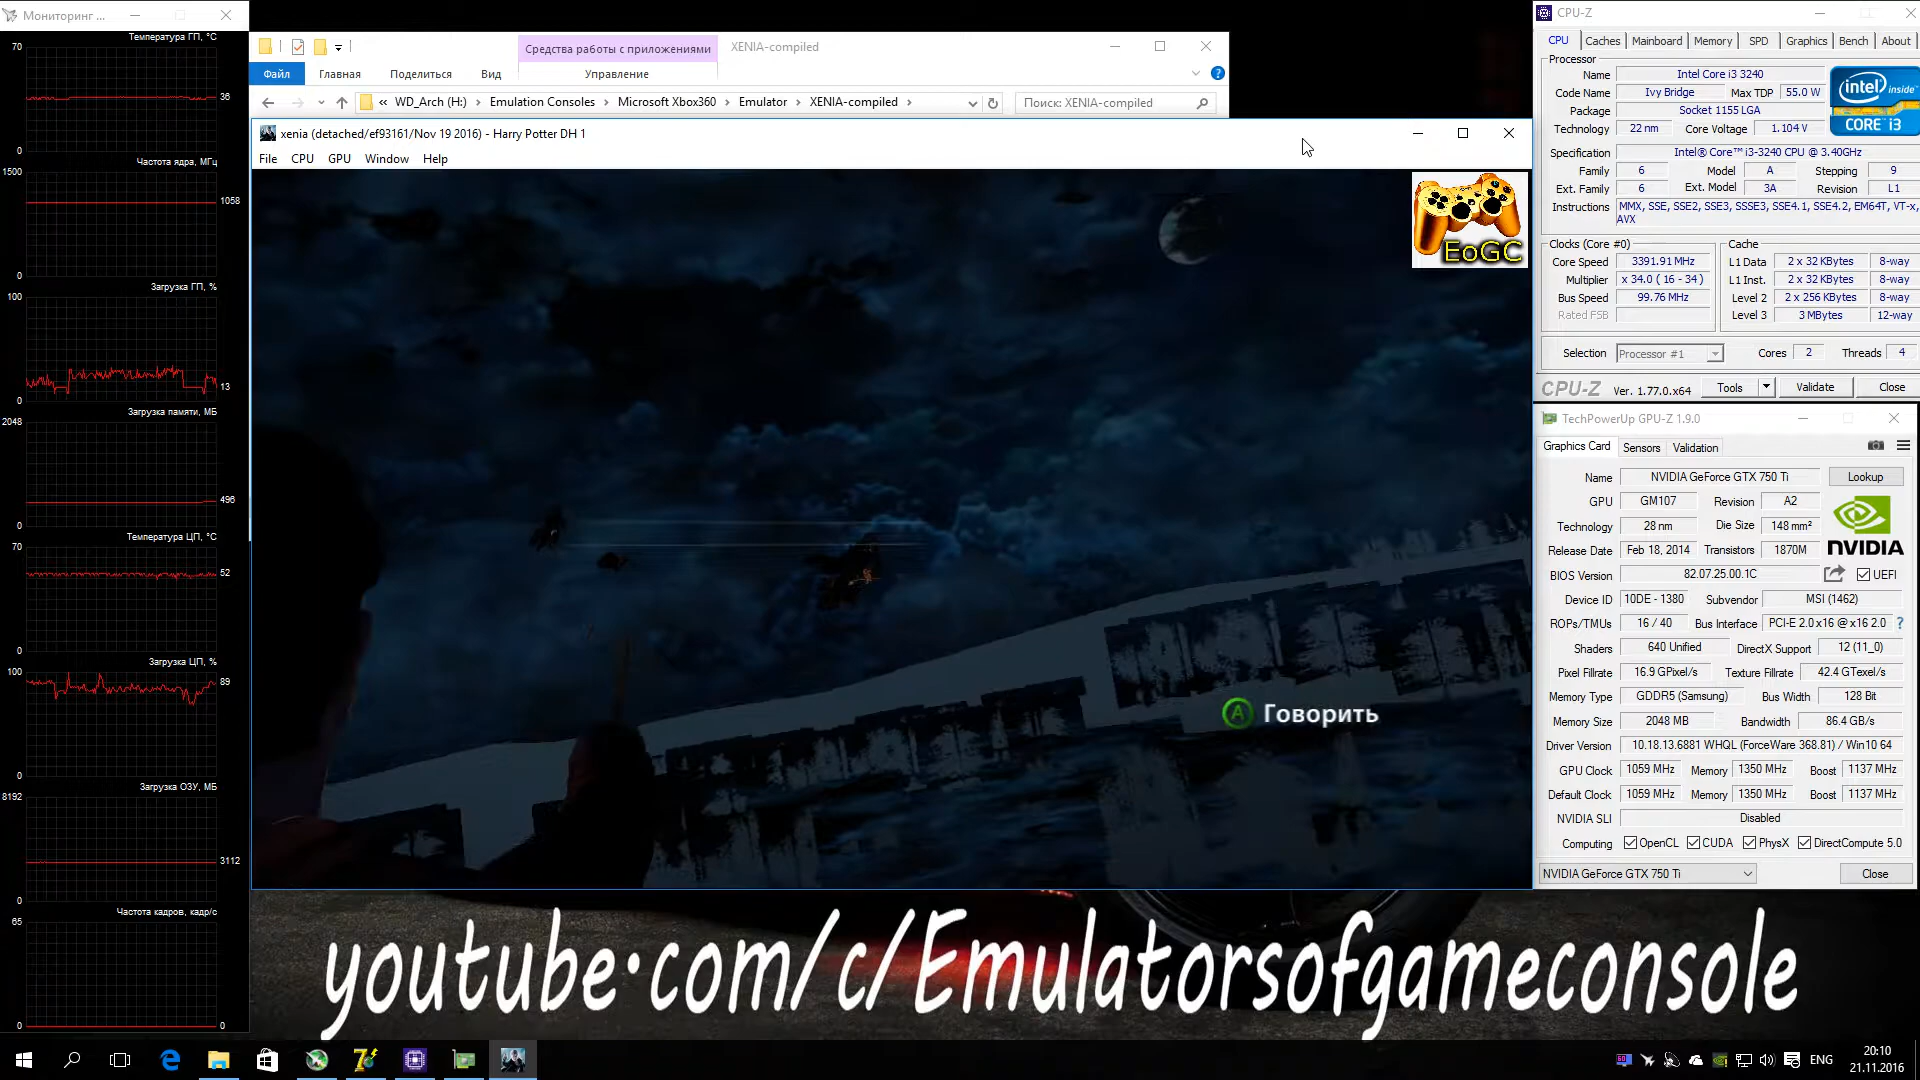 Мониторинг ...
Температура ГП, °C
70
36
0
Частота ядра, МГц
1500
1058
0
Загрузка ГП, %
100
13
0
Загрузка памяти, МБ
2048
496
0
Температура ЦП, °C
70
52
0
Загрузка ЦП, %
100
89
0
Загрузка ОЗУ, МБ
8192
3112
0
Частота кадров, кадр/с
65
0 0
Средства работы с приложениями XENIA-compiled
Файл Главная Поделиться Вид Управление
« WD_Arch (H:) Emulation Consoles Microsoft Xbox360 Emulator XENIA-compiled Поиск: XENIA-compiled
xenia (detached/ef93161/Nov 19 2016) - Harry Potter DH 1
File CPU GPU Window Help
EoGC
A Говорить
CPU-Z
CPU Caches Mainboard Memory SPD Graphics Bench About
Processor
Name Intel Core i3 3240
Code Name Ivy Bridge Max TDP 55.0 W
Package Socket 1155 LGA
Technology 22 nm Core Voltage 1.104 V
intel inside™
CORE i3
Specification Intel® Core™ i3-3240 CPU @ 3.40GHz
Family 6 Model A Stepping 9
Ext. Family 6 Ext. Model 3A Revision L1
Instructions MMX, SSE, SSE2, SSE3, SSSE3, SSE4.1, SSE4.2, EM64T, VT-x,
AVX
Clocks (Core #0) Cache
Core Speed 3391.91 MHz L1 Data 2 x 32 KBytes 8-way
Multiplier x 34.0 ( 16 - 34 ) L1 Inst. 2 x 32 KBytes 8-way
Bus Speed 99.76 MHz Level 2 2 x 256 KBytes 8-way
Rated FSB Level 3 3 MBytes 12-way
Selection Processor #1 Cores 2 Threads 4
CPU-Z Ver. 1.77.0.x64 Tools Validate Close
TechPowerUp GPU-Z 1.9.0
Graphics Card Sensors Validation
Name NVIDIA GeForce GTX 750 Ti Lookup
GPU GM107 Revision A2
Technology 28 nm Die Size 148 mm²
Release Date Feb 18, 2014 Transistors 1870M
NVIDIA
BIOS Version 82.07.25.00.1C UEFI
Device ID 10DE - 1380 Subvendor MSI (1462)
ROPs/TMUs 16 / 40 Bus Interface PCI-E 2.0 x16 @ x16 2.0 ?
Shaders 640 Unified DirectX Support 12 (11_0)
Pixel Fillrate 16.9 GPixel/s Texture Fillrate 42.4 GTexel/s
Memory Type GDDR5 (Samsung) Bus Width 128 Bit
Memory Size 2048 MB Bandwidth 86.4 GB/s
Driver Version 10.18.13.6881 WHQL (ForceWare 368.81) / Win10 64
GPU Clock 1059 MHz Memory 1350 MHz Boost 1137 MHz
Default Clock 1059 MHz Memory 1350 MHz Boost 1137 MHz
NVIDIA SLI Disabled
Computing OpenCL CUDA PhysX DirectCompute 5.0
NVIDIA GeForce GTX 750 Ti Close
youtube.com/c/Emulatorsofgameconsole
ENG
20:10
21.11.2016